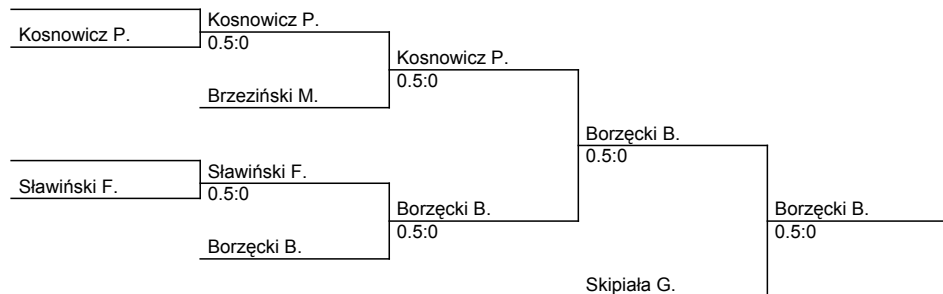 Kosnowicz P.
Kosnowicz P.
0.5:0
Kosnowicz P.
0.5:0
Brzeziński M.
Borzęcki B.
0.5:0
Sławiński F.
Sławiński F.
0.5:0
Borzęcki B.
0.5:0
Borzęcki B.
0.5:0
Borzęcki B.
Skipiała G.